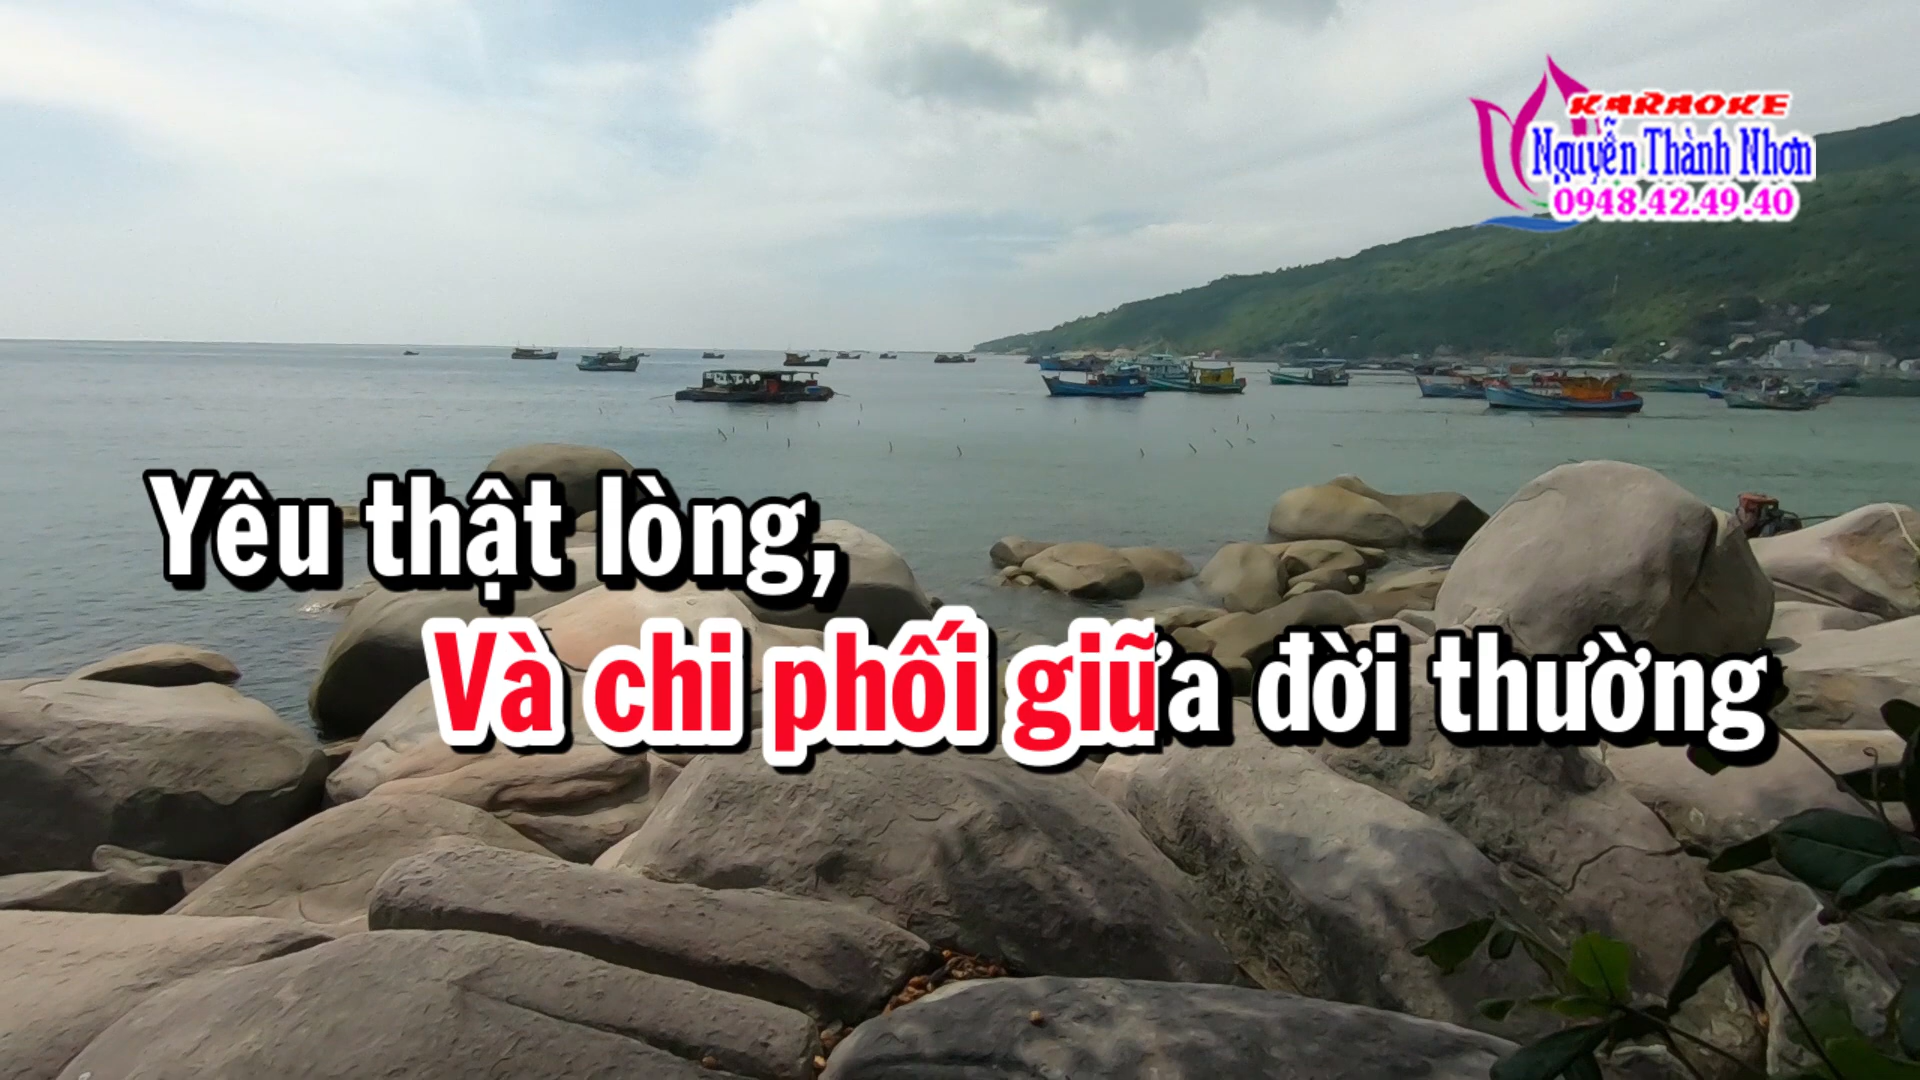 KARAOKE
Nguyễn Thành Nhơn
0948.42.49.40
Yêu thật lòng,
Và chi phối giữa đời thường